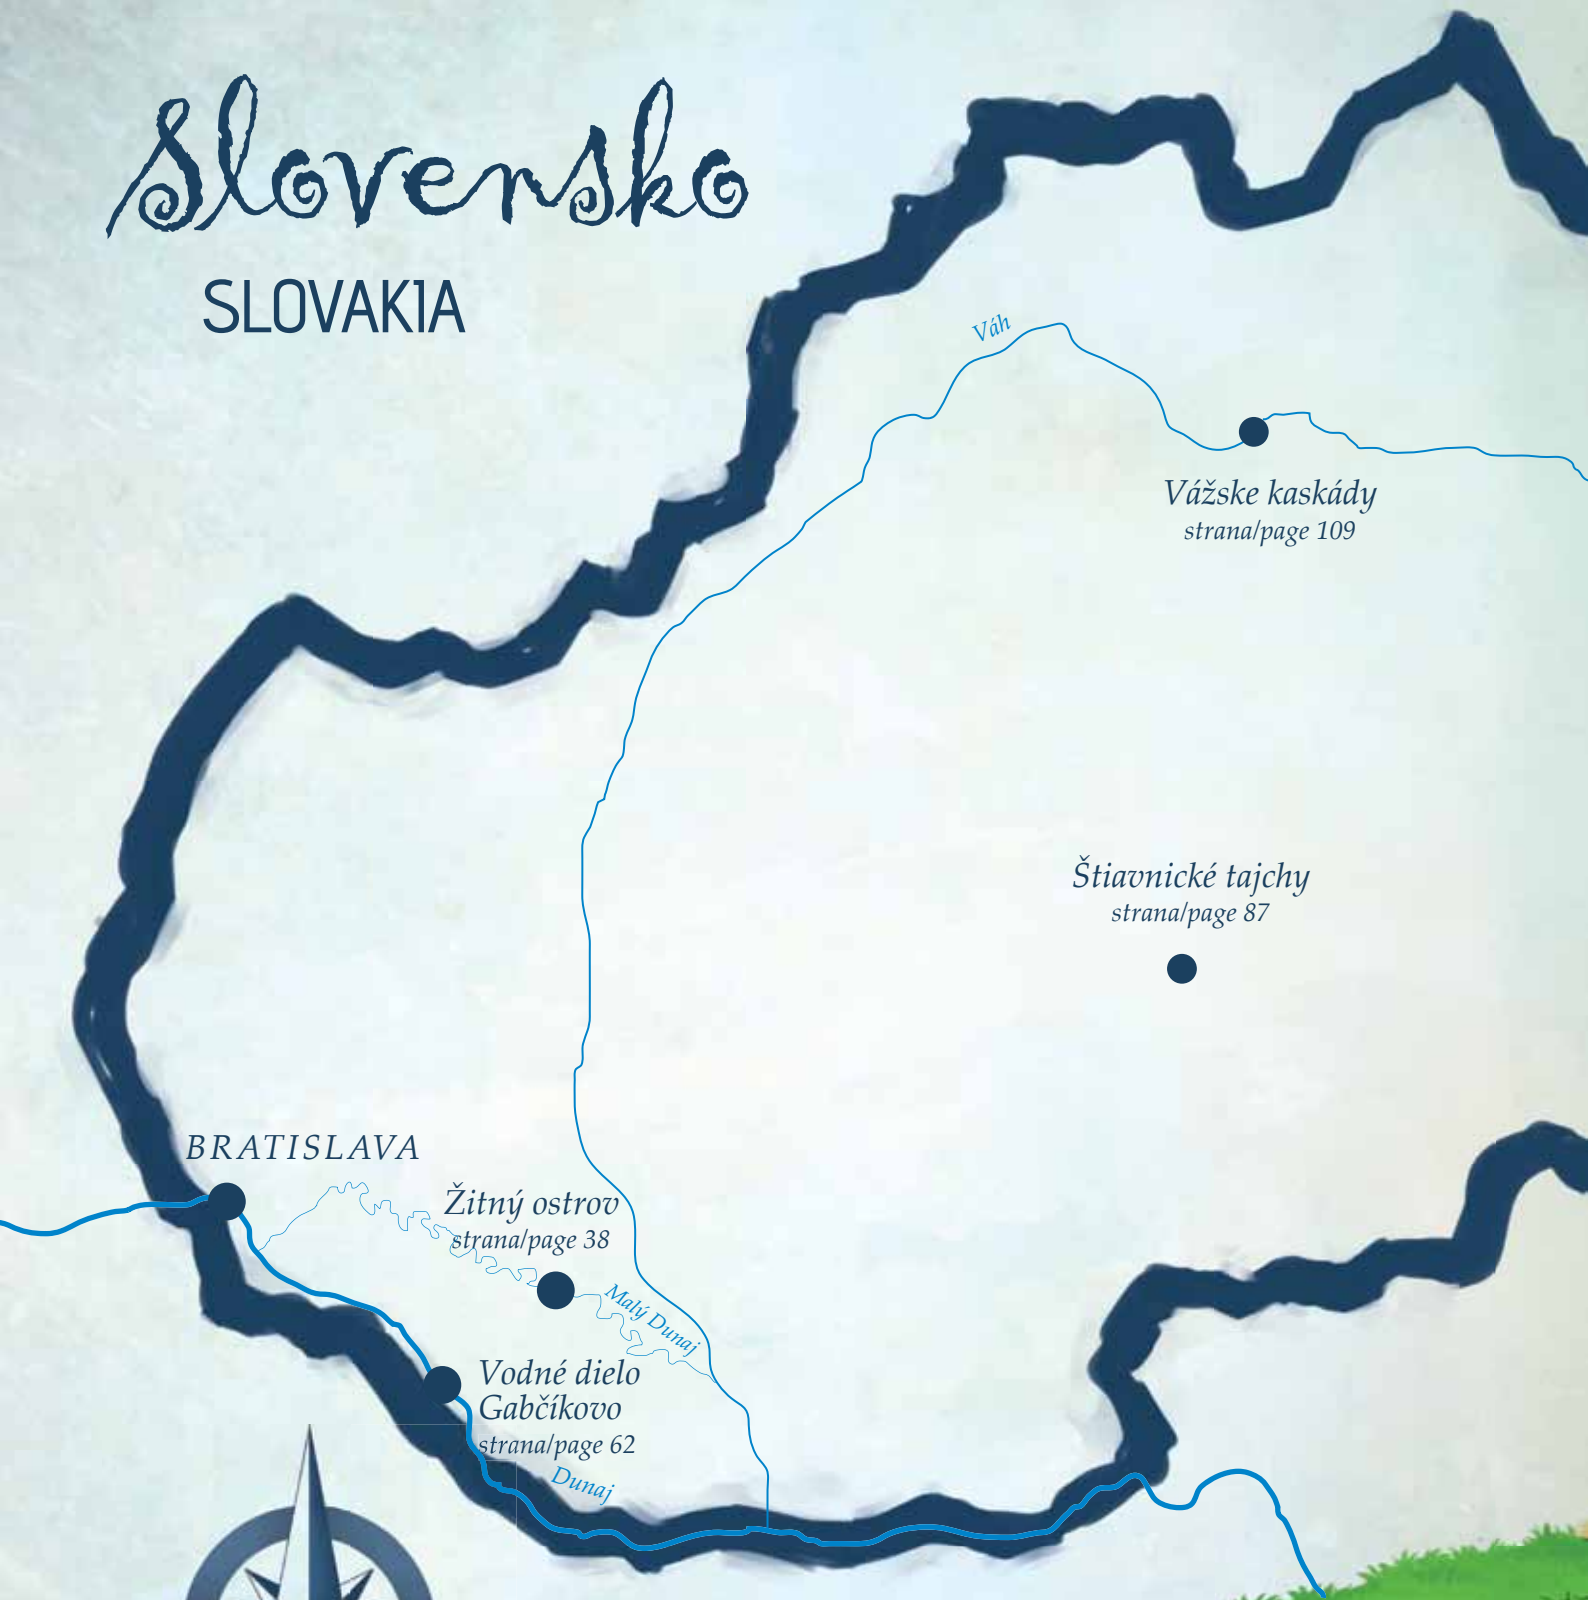 Slovensko
SLOVAKIA
Váh
Vážske kaskády
strana/page 109
Štiavnické tajchy
strana/page 87
BRATISLAVA
Žitný ostrov
strana/page 38
Malý Dunaj
Vodné dielo
Gabčíkovo
strana/page 62
Dunaj